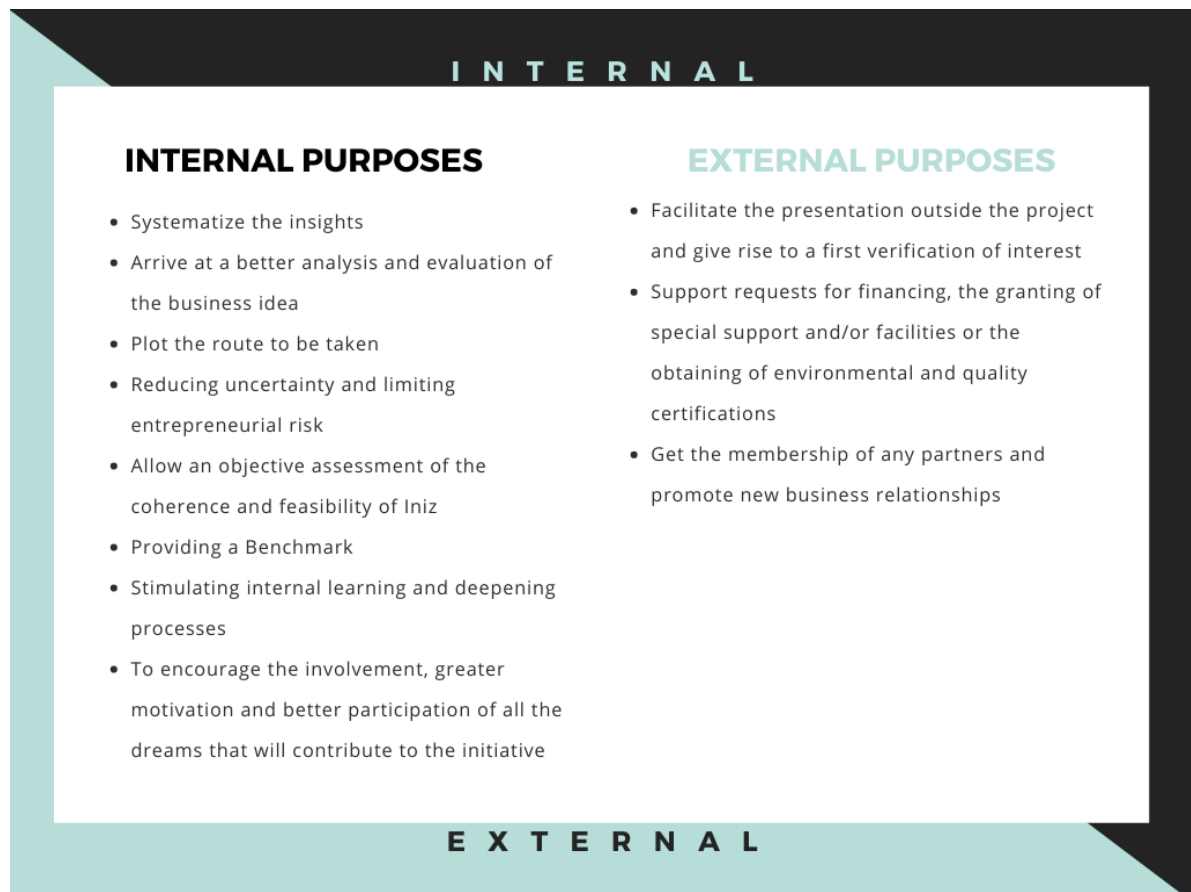 INTERNAL
INTERNAL PURPOSES
• Systematize the insights
• Arrive at a better analysis and evaluation of
the business idea
• Plot the route to be taken
• Reducing uncertainty and limiting
entrepreneurial risk
• Allow an objective assessment of the
coherence and feasibility of Iniz
• Providing a Benchmark
• Stimulating internal learning and deepening
processes
• To encourage the involvement, greater
motivation and better participation of all the
dreams that will contribute to the initiative
EXTERNAL PURPOSES
• Facilitate the presentation outside the project
and give rise to a first verification of interest
• Support requests for financing, the granting of
special support and/or facilities or the
obtaining of environmental and quality
certifications
• Get the membership of any partners and
promote new business relationships
EXTERNAL